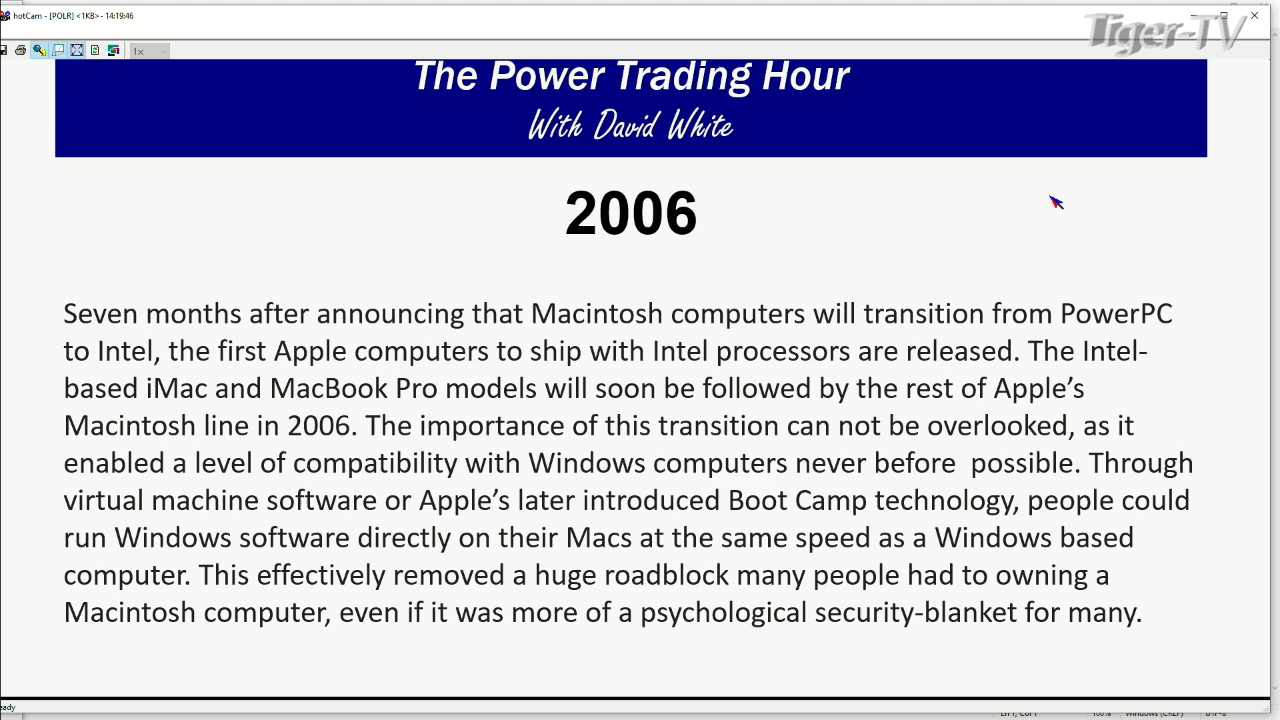 hotCam - [POLR] <1KB> - 14:19:46
Tiger-TV
1x
The Power Trading Hour
With David White
2006
Seven months after announcing that Macintosh computers will transition from PowerPC
to Intel, the first Apple computers to ship with Intel processors are released. The Intel-
based iMac and MacBook Pro models will soon be followed by the rest of Apple’s
Macintosh line in 2006. The importance of this transition can not be overlooked, as it
enabled a level of compatibility with Windows computers never before  possible. Through
virtual machine software or Apple’s later introduced Boot Camp technology, people could
run Windows software directly on their Macs at the same speed as a Windows based
computer. This effectively removed a huge roadblock many people had to owning a
Macintosh computer, even if it was more of a psychological security-blanket for many.
eady